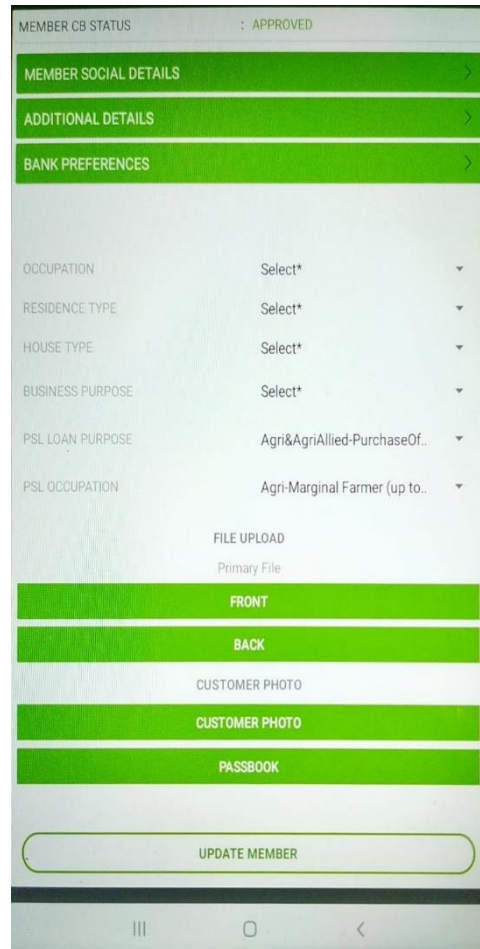 MEMBER CB STATUS : APPROVED
MEMBER SOCIAL DETAILS
ADDITIONAL DETAILS
BANK PREFERENCES
OCCUPATION Select*
RESIDENCE TYPE Select*
HOUSE TYPE Select*
BUSINESS PURPOSE Select*
PSL LOAN PURPOSE Agri&AgriAllied-PurchaseOf..
PSL OCCUPATION Agri-Marginal Farmer (up to..
FILE UPLOAD
Primary File
FRONT
BACK
CUSTOMER PHOTO
CUSTOMER PHOTO
PASSBOOK
UPDATE MEMBER